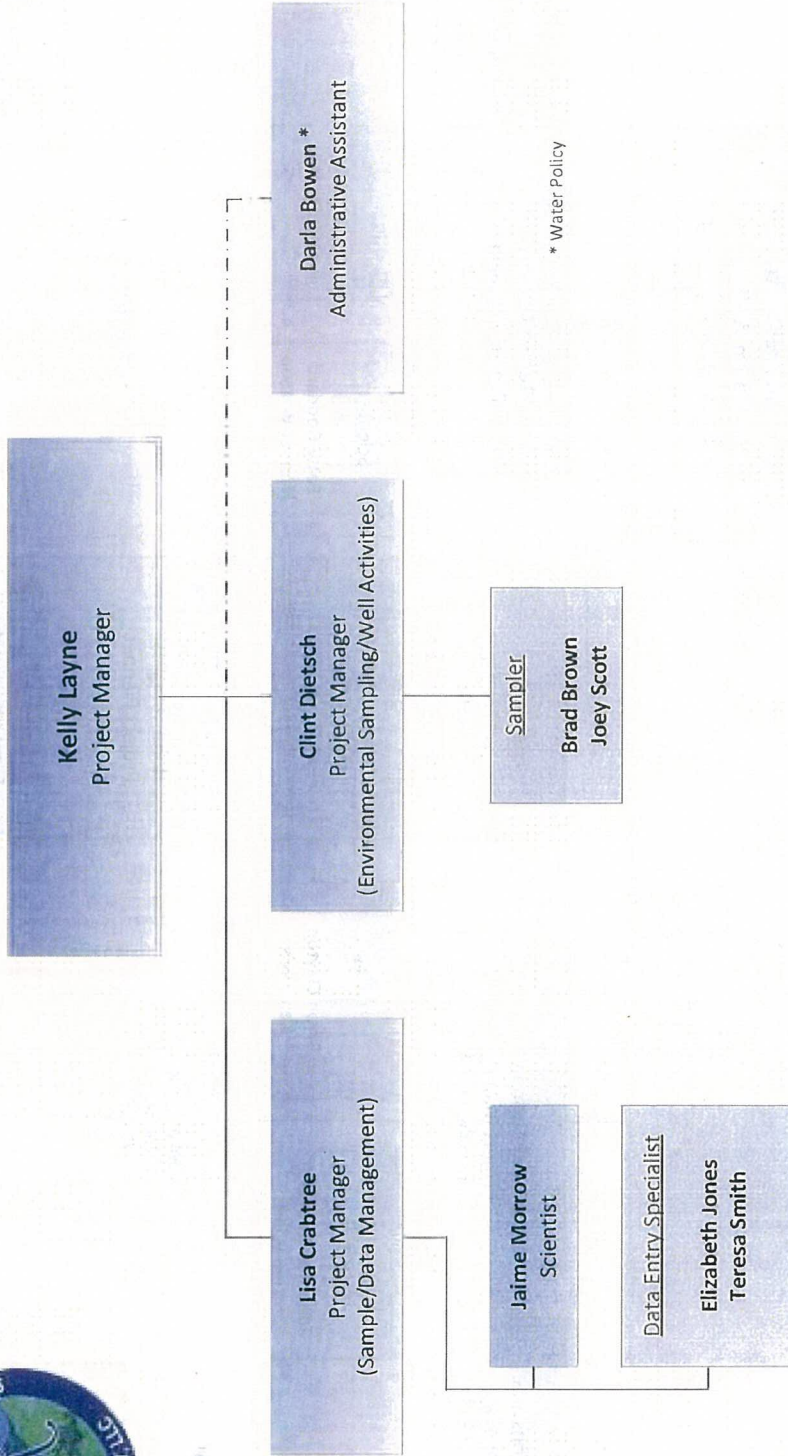 Kelly Layne
Project Manager
Lisa Crabtree
Project Manager
(Sample/Data Management)
Clint Dietsch
Project Manager
(Environmental Sampling/Well Activities)
Darla Bowen *
Administrative Assistant
Jaime Morrow
Scientist
Data Entry Specialist
Elizabeth Jones
Teresa Smith
Sampler
Brad Brown
Joey Scott
* Water Policy
LLC